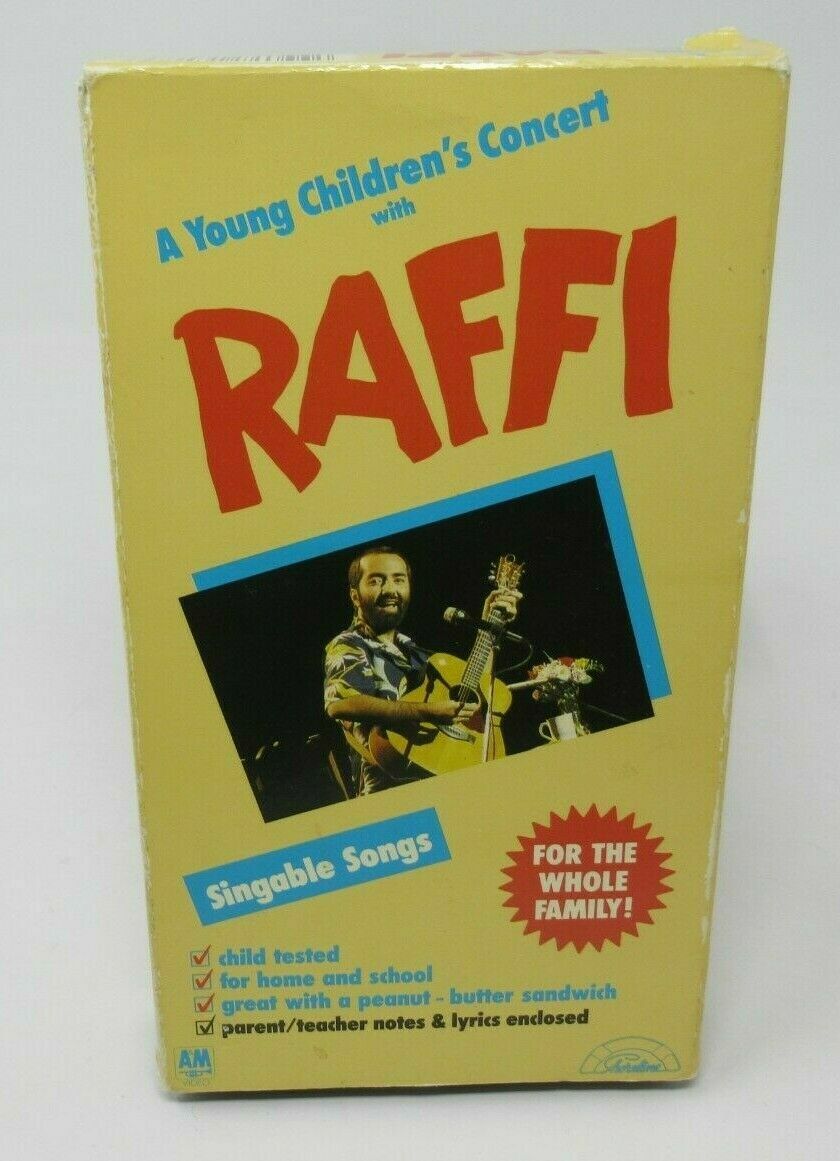 A Young Children's Concert
with
RAFFI
Singable Songs
FOR THE
WHOLE
FAMILY!
child tested
for home and school
great with a peanut - butter sandwich
parent/teacher notes & lyrics enclosed
A&M
VIDEO
Shoreline